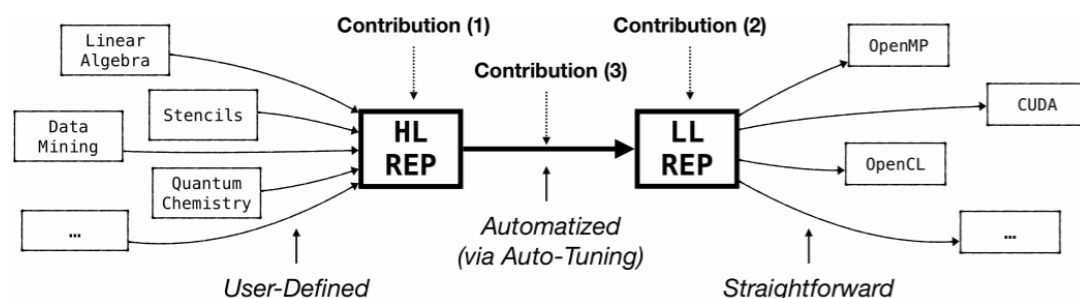 Contribution (1)
Contribution (2)
Contribution (3)
Linear
Algebra
Stencils
Data
Mining
Quantum
Chemistry
…
HL
REP
LL
REP
OpenMP
CUDA
OpenCL
…
User-Defined
Automatized
(via Auto-Tuning)
Straightforward